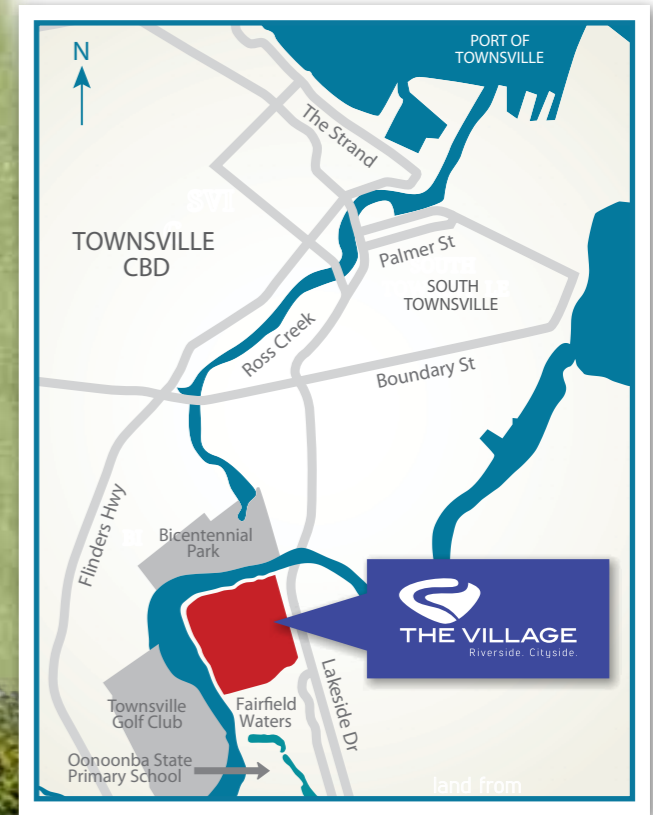 N
PORT OF
TOWNSVILLE
The Strand
TOWNSVILLE
CBD
Palmer St
SOUTH
TOWNSVILLE
Ross Creek
Boundary St
Flinders Hwy
Bicentennial
Park
THE VILLAGE
Riverside. Cityside.
Lakeside Dr
Townsville
Golf Club
Fairfield
Waters
Oonoonba State
Primary School
land from